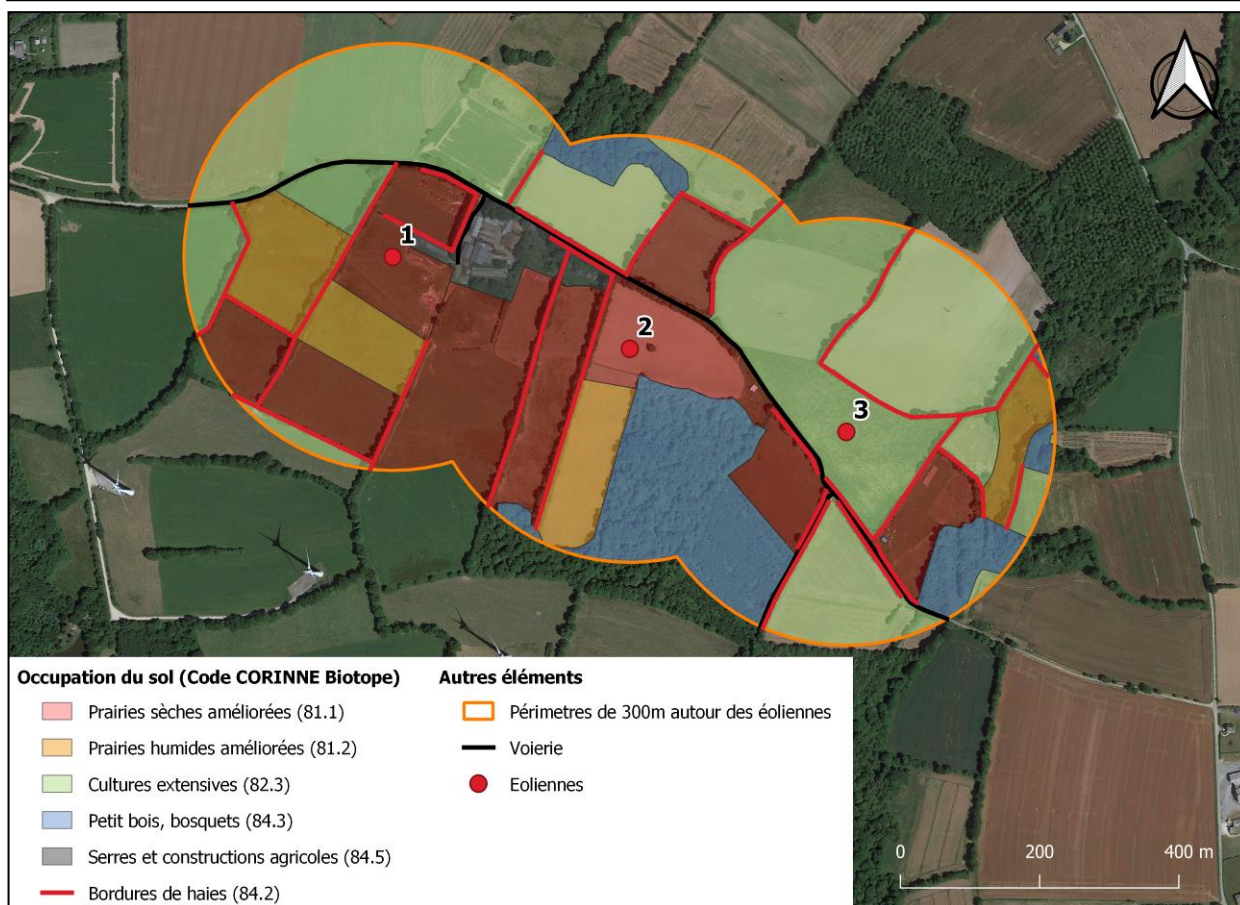 1
2
3
Occupation du sol (Code CORINNE Biotope)
Prairies sèches améliorées (81.1)
Prairies humides améliorées (81.2)
Cultures extensives (82.3)
Petit bois, bosquets (84.3)
Serres et constructions agricoles (84.5)
Bordures de haies (84.2)
Autres éléments
Périmetres de 300m autour des éoliennes
Voierie
Eoliennes
0 200 400 m